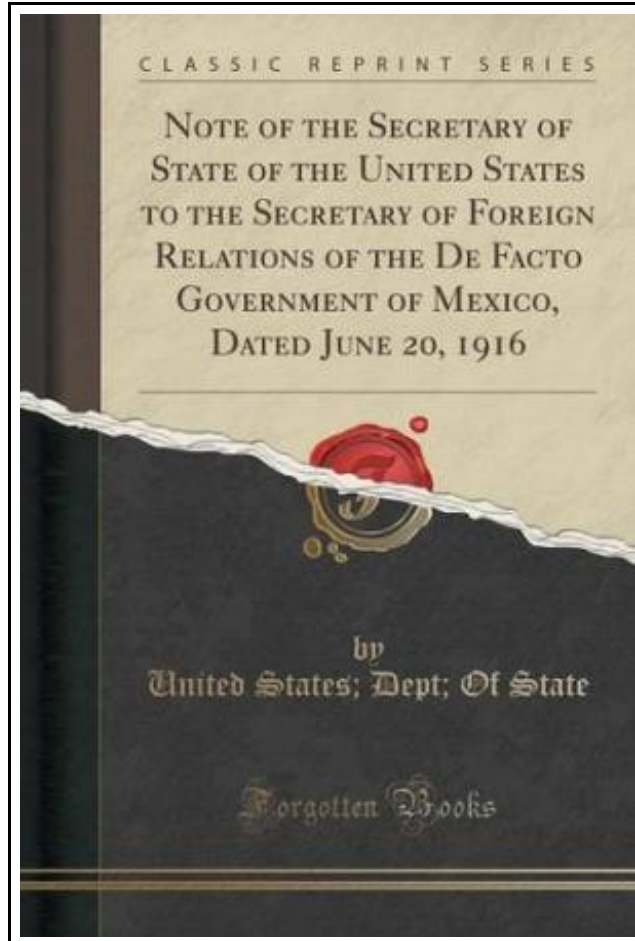 CLASSIC REPRINT SERIES
NOTE OF THE SECRETARY OF
STATE OF THE UNITED STATES
TO THE SECRETARY OF FOREIGN
RELATIONS OF THE DE FACTO
GOVERNMENT OF MEXICO,
DATED JUNE 20, 1916
by
United States; Dept; Of State
Forgotten Books